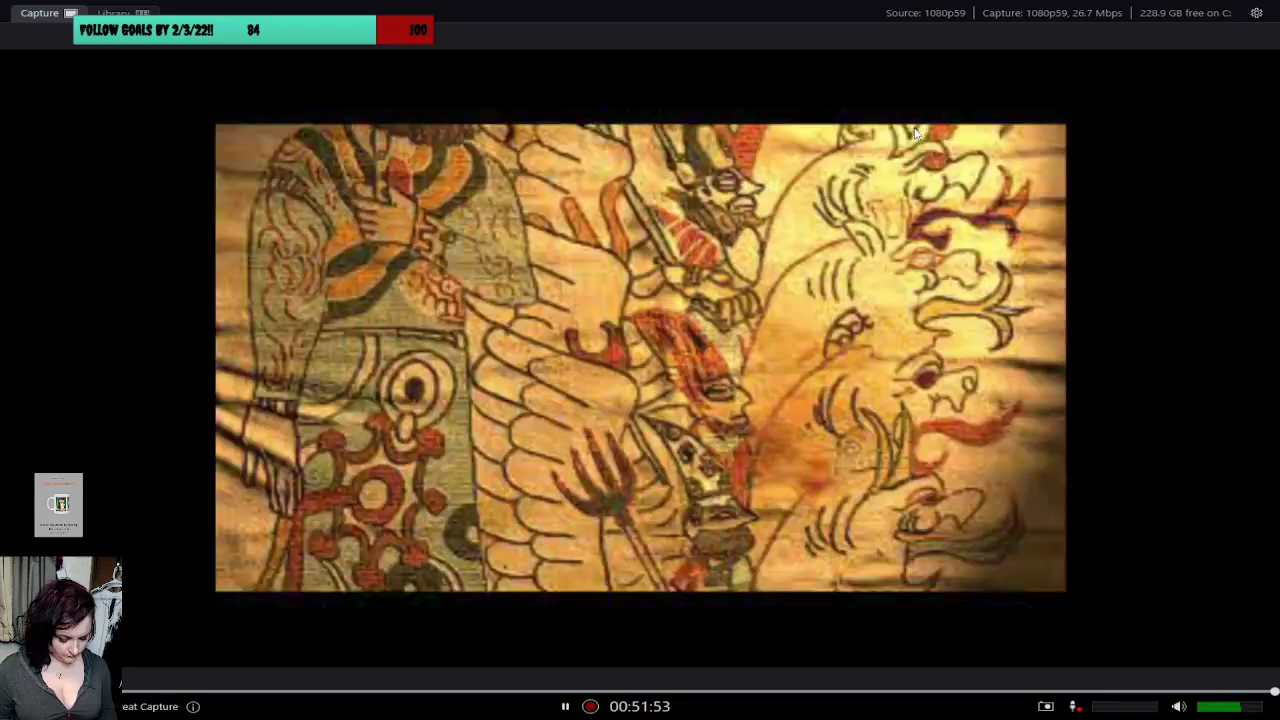 Capture Library Source: 1080p59 Capture: 1080p59, 26.7 Mbps 228.9 GB free on C:
FOLLOW GOALS BY 2/3/22!! 84 100
eat Capture 00:51:53